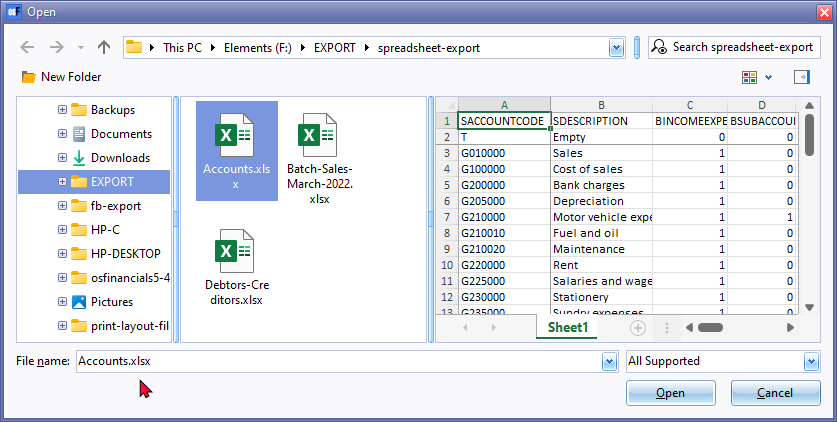 Open
This PC Elements (F:) EXPORT spreadsheet-export
Search spreadsheet-export
New Folder
Backups
Documents
Downloads
EXPORT
fb-export
HP-C
HP-DESKTOP
osfinancials5-4
Pictures
print-layout-fil
Accounts.xls
x
Batch-Sales-
March-2022.
xlsx
Debtors-Cre
ditors.xlsx
A B C D
1 SACCOUNTCODE SDESCRIPTION BINCOMEEXPE BSUBACCOUI
2 T Empty 0 0
3 G010000 Sales 1 0
4 G100000 Cost of sales 1 0
5 G200000 Bank charges 1 0
6 G205000 Depreciation 1 0
7 G210000 Motor vehicle expe 1 1
8 G210010 Fuel and oil 1 0
9 G210020 Maintenance 1 0
10 G220000 Rent 1 0
11 G225000 Salaries and wage 1 0
12 G230000 Stationery 1 0
13 G235000 Sundry expenses 1 0
Sheet1
File name: Accounts.xlsx All Supported
Open Cancel